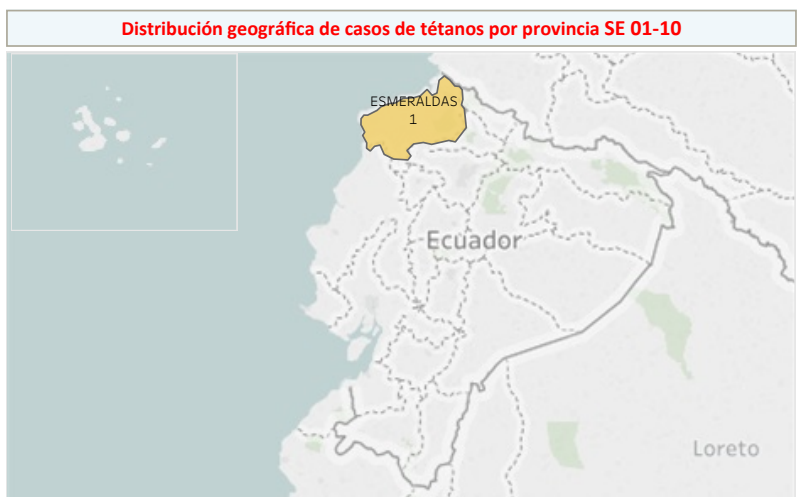 Distribución geográfica de casos de tétanos por provincia SE 01-10
ESMERALDAS
1
Ecuador
Loreto